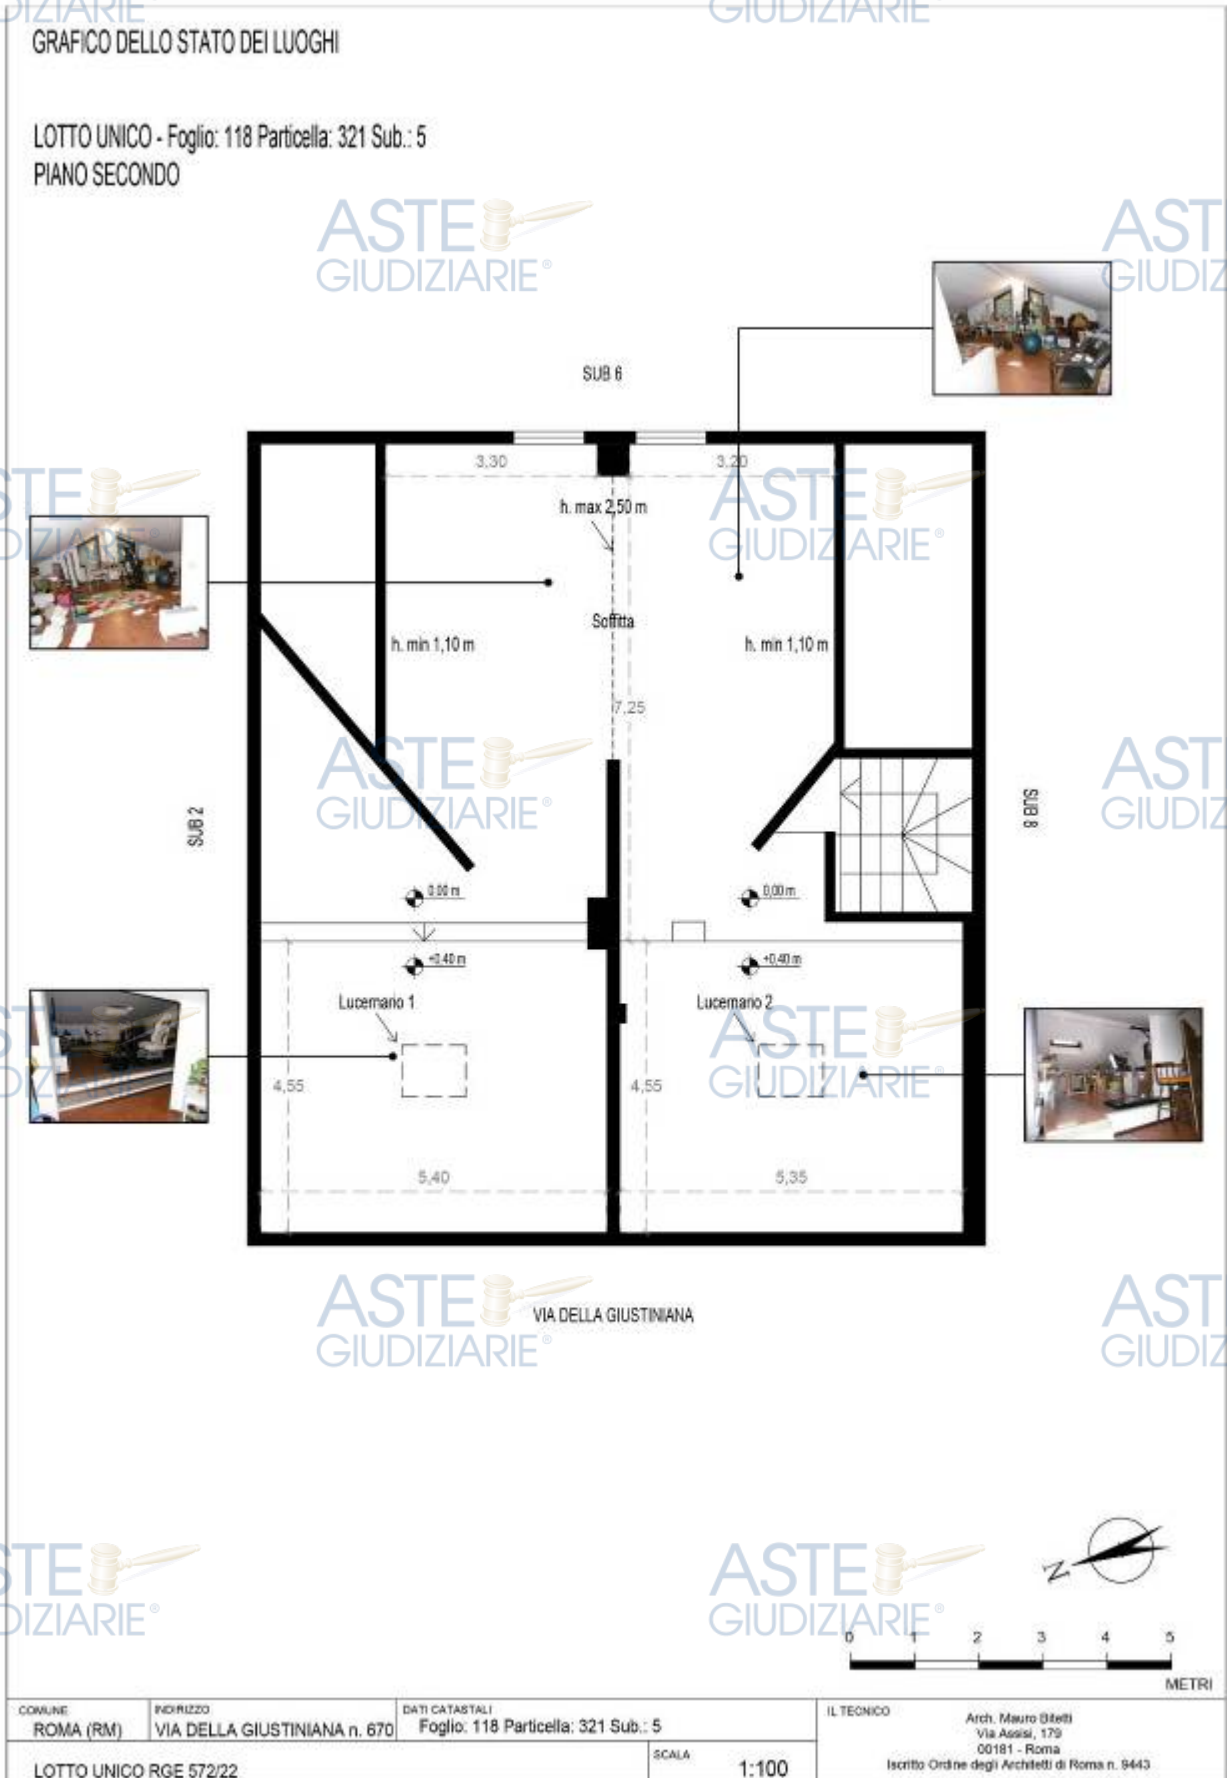 GRAFICO DELLO STATO DEI LUOGHI
LOTTO UNICO - Foglio: 118 Particella: 321 Sub.: 5
PIANO SECONDO
ASTE
GIUDIZIARIE®
SUB 6
3,30
3,20
h. max 2,50 m
Soffitta
h. min 1,10 m
h. min 1,10 m
7,25
SUB 2
SUB 8
0,00 m
0,00 m
+0,40 m
+0,40 m
Lucernario 1
Lucernario 2
4,55
4,55
5,40
5,35
VIA DELLA GIUSTINIANA
N
0 1 2 3 4 5
METRI
COMUNE
ROMA (RM)
INDIRIZZO
VIA DELLA GIUSTINIANA n. 670
DATI CATASTALI
Foglio: 118 Particella: 321 Sub.: 5
IL TECNICO
Arch. Mauro Bitetti
Via Assisi, 179
00181 - Roma
Iscritto Ordine degli Architetti di Roma n. 9443
LOTTO UNICO RGE 572/22
SCALA
1:100